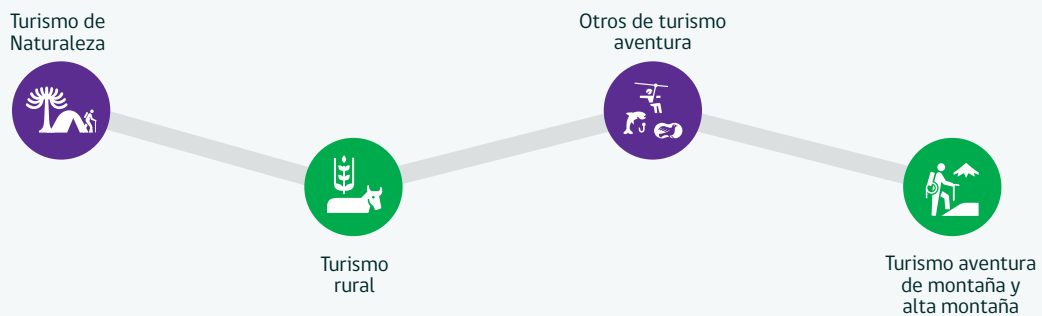 Turismo de
Naturaleza
Turismo
rural
Otros de turismo
aventura
Turismo aventura
de montaña y
alta montaña